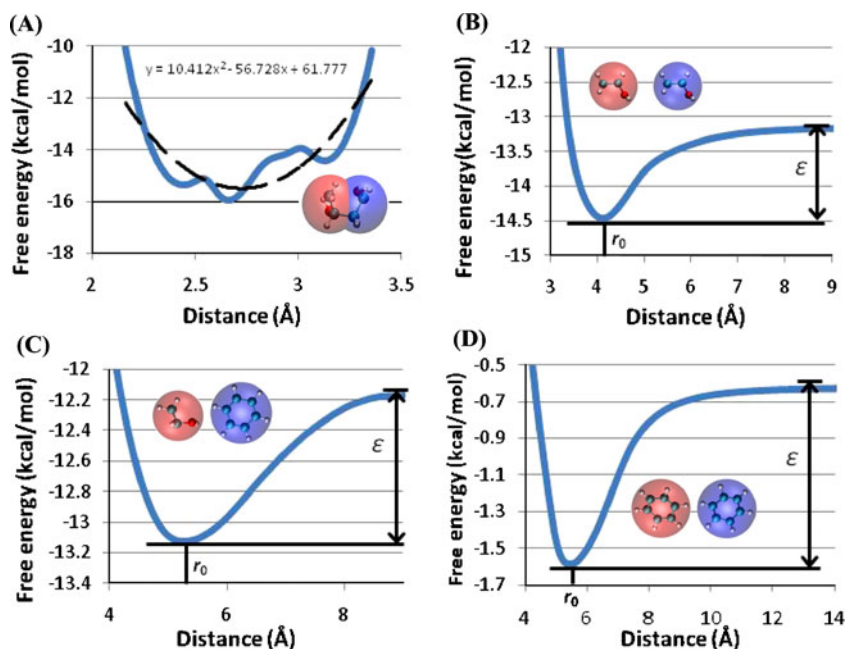 (A)
Free energy (kcal/mol)
-10
-12
-14
-16
-18
y = 10.412x² - 56.728x + 61.777
2
2.5
3
3.5
Distance (Å)
(B)
Free energy(kcal/mol)
-12
-12.5
-13
-13.5
-14
-14.5
-15
ε
r₀
3
4
5
6
7
8
9
Distance (Å)
(C)
Free energy (kcal/mol)
-12
-12.2
-12.4
-12.6
-12.8
-13
-13.2
-13.4
ε
r₀
4
6
8
Distance (Å)
(D)
Free energy (kcal/mol)
-0.5
-0.7
-0.9
-1.1
-1.3
-1.5
-1.7
ε
r₀
4
6
8
10
12
14
Distance (Å)